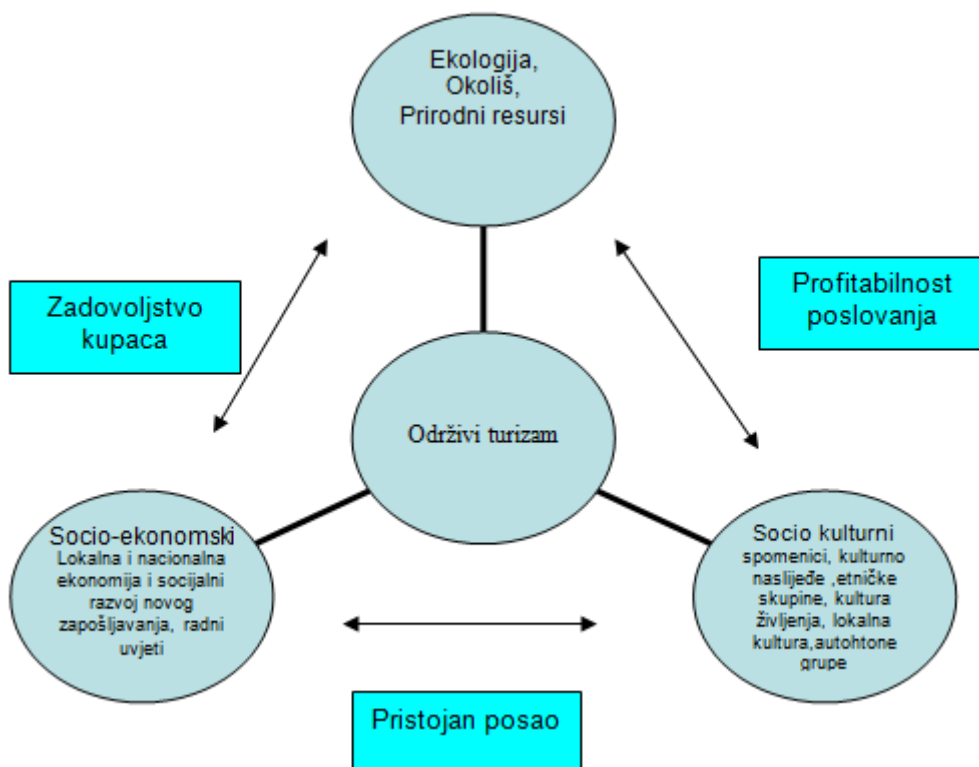 Ekologija,
Okoliš,
Prirodni resursi
Zadovoljstvo
kupaca
Profitabilnost
poslovanja
Održivi turizam
Socio-ekonomski
Lokalna i nacionalna
ekonomija i socijalni
razvoj novog
zapošljavanja, radni
uvjeti
Socio kulturni
spomenici, kulturno
naslijeđe ,etničke
skupine, kultura
življenja, lokalna
kultura,autohtone
grupe
Pristojan posao